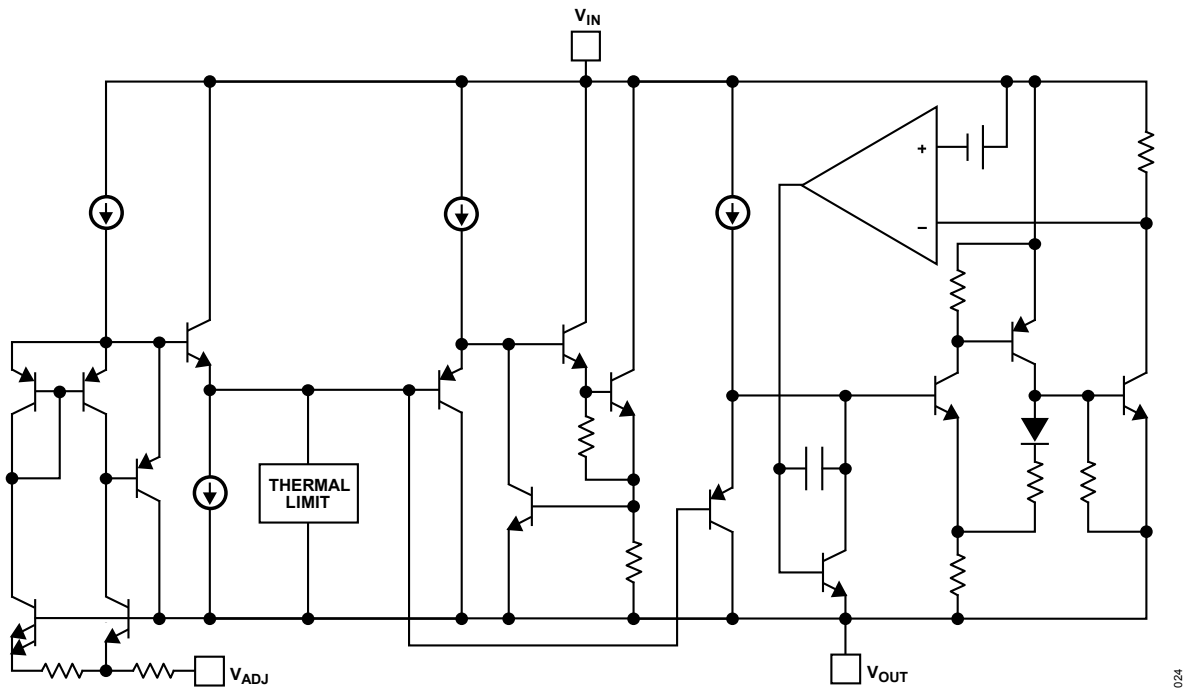 VIN
+
−
THERMAL
LIMIT
VADJ
VOUT
024